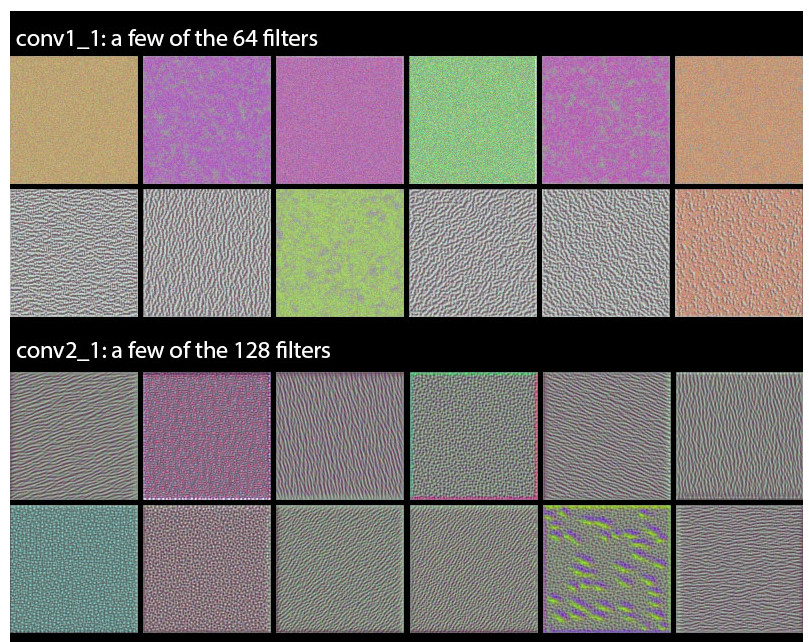 conv1_1: a few of the 64 filters
conv2_1: a few of the 128 filters